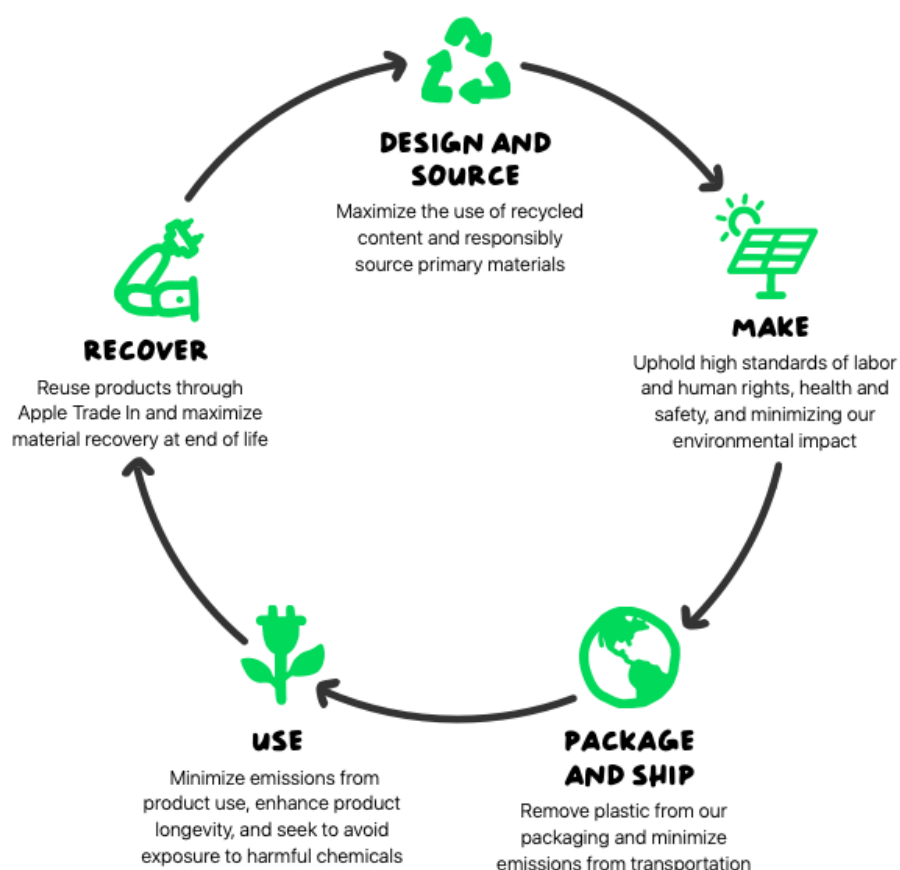 DESIGN AND
SOURCE
Maximize the use of recycled
content and responsibly
source primary materials
MAKE
Uphold high standards of labor
and human rights, health and
safety, and minimizing our
environmental impact
PACKAGE
AND SHIP
Remove plastic from our
packaging and minimize
emissions from transportation
USE
Minimize emissions from
product use, enhance product
longevity, and seek to avoid
exposure to harmful chemicals
RECOVER
Reuse products through
Apple Trade In and maximize
material recovery at end of life